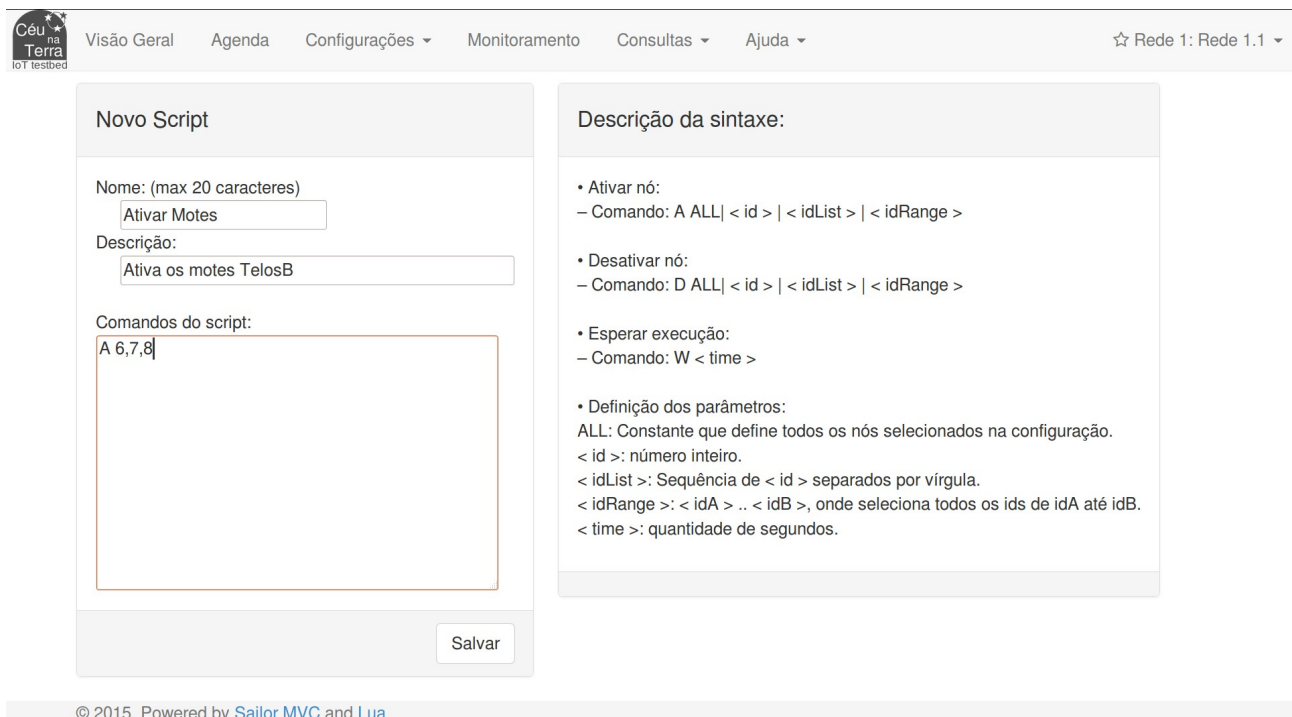 Céu
na
Terra
IoT testbed
Visão Geral Agenda Configurações Monitoramento Consultas Ajuda ☆ Rede 1: Rede 1.1
Novo Script
Nome: (max 20 caracteres)
Ativar Motes
Descrição:
Ativa os motes TelosB
Comandos do script:
A 6,7,8
Salvar
Descrição da sintaxe:
• Ativar nó:
– Comando: A ALL| < id > | < idList > | < idRange >
• Desativar nó:
– Comando: D ALL| < id > | < idList > | < idRange >
• Esperar execução:
– Comando: W < time >
• Definição dos parâmetros:
ALL: Constante que define todos os nós selecionados na configuração.
< id >: número inteiro.
< idList >: Sequência de < id > separados por vírgula.
< idRange >: < idA > .. < idB >, onde seleciona todos os ids de idA até idB.
< time >: quantidade de segundos.
© 2015. Powered by Sailor MVC and Lua